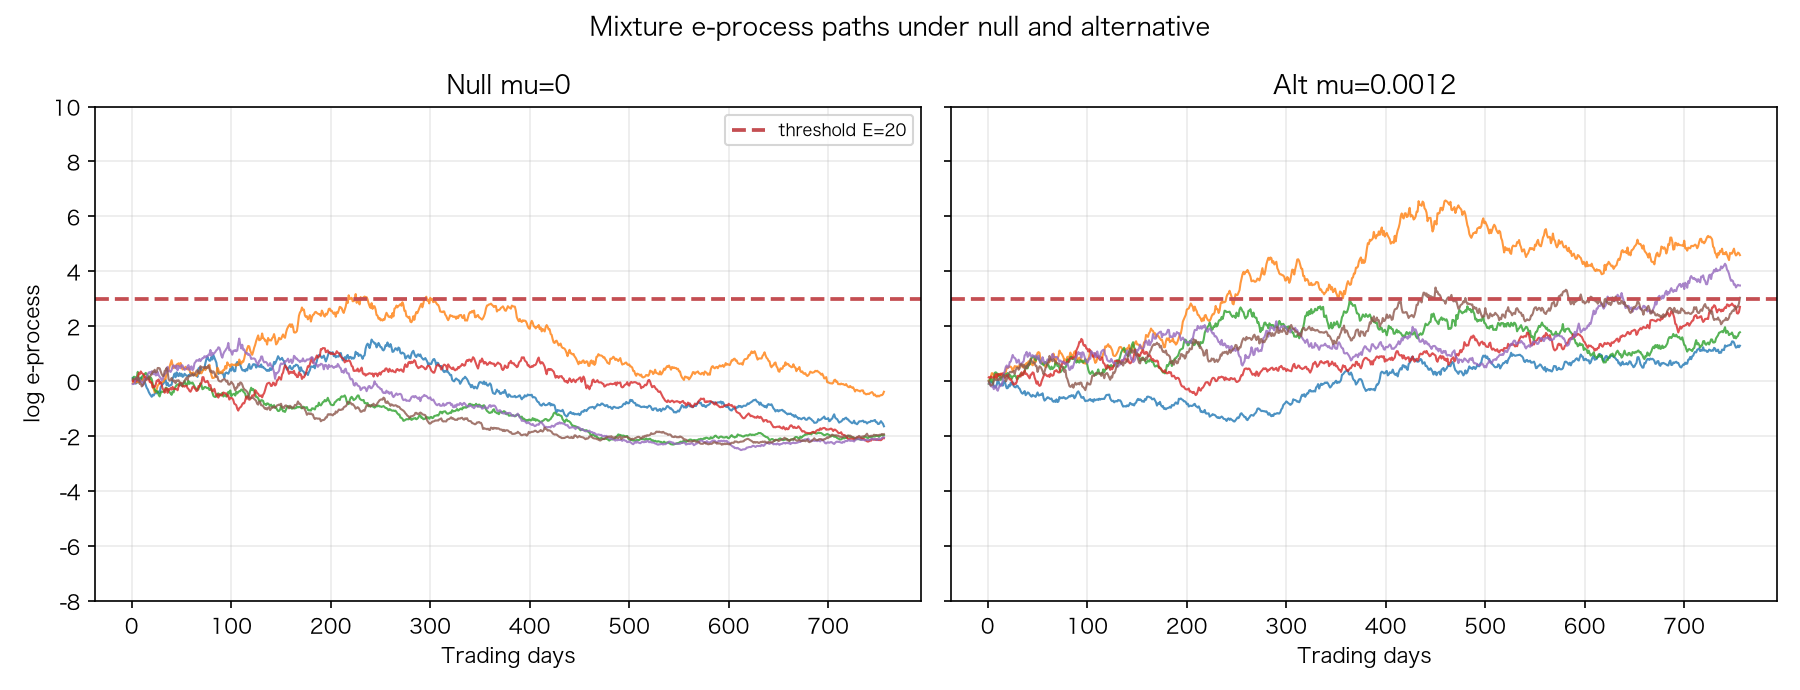 Mixture e-process paths under null and alternative
Null mu=0
Alt mu=0.0012
threshold E=20
log e-process
10
8
6
4
2
0
-2
-4
-6
-8
0 100 200 300 400 500 600 700
0 100 200 300 400 500 600 700
Trading days
Trading days